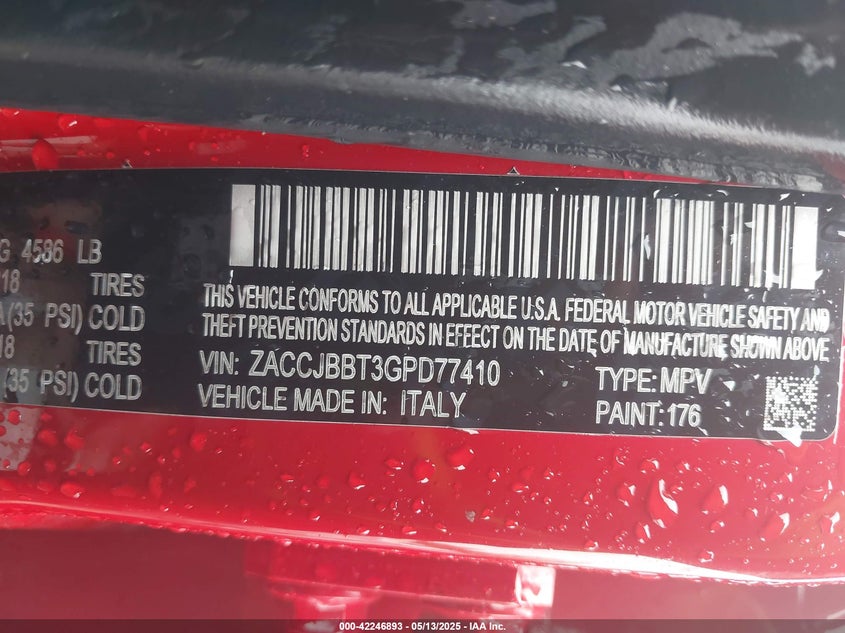 G 4586 LB
18 TIRES
(35 PSI) COLD
18 TIRES
(35 PSI) COLD
THIS VEHICLE CONFORMS TO ALL APPLICABLE U.S.A. FEDERAL MOTOR VEHICLE SAFETY AND
THEFT PREVENTION STANDARDS IN EFFECT ON THE DATE OF MANUFACTURE SHOWN ABOVE
VIN: ZACCJBBT3GPD77410 TYPE: MPV
VEHICLE MADE IN: ITALY PAINT: 176
000-42246893 — 05/13/2025 — IAA Inc.